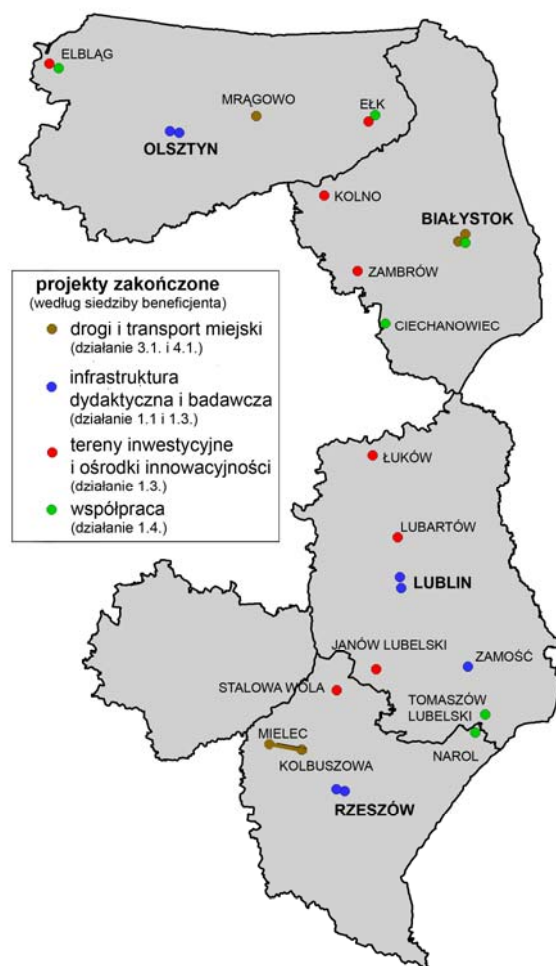 ELBLĄG
MRĄGOWO
EŁK
OLSZTYN
KOLNO
BIAŁYSTOK
ZAMBRÓW
CIECHANOWIEC
projekty zakończone
(według siedziby beneficjenta)
drogi i transport miejski
(działanie 3.1. i 4.1.)
infrastruktura
dydaktyczna i badawcza
(działanie 1.1 i 1.3.)
tereny inwestycyjne
i ośrodki innowacyjności
(działanie 1.3.)
współpraca
(działanie 1.4.)
ŁUKÓW
LUBARTÓW
LUBLIN
JANÓW LUBELSKI
ZAMOŚĆ
STALOWA WOLA
TOMASZÓW
LUBELSKI
MIELEC
NAROL
KOLBUSZOWA
RZESZÓW